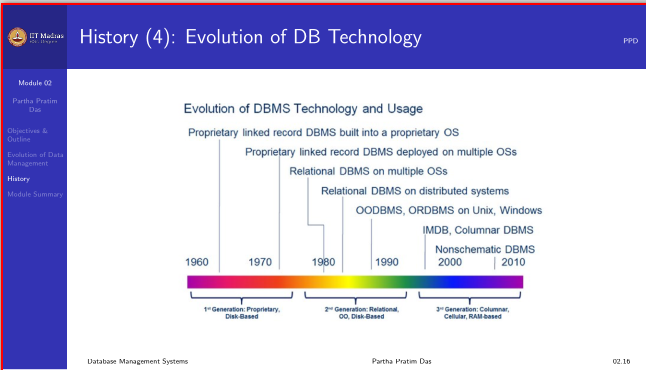 IIT Madras
History (4): Evolution of DB Technology
PPD
Module 02
Partha Pratim
Das
Objectives &
Outline
Evolution of Data
Management
History
Module Summary
Evolution of DBMS Technology and Usage
Proprietary linked record DBMS built into a proprietary OS
Proprietary linked record DBMS deployed on multiple OSs
Relational DBMS on multiple OSs
Relational DBMS on distributed systems
OODBMS, ORDBMS on Unix, Windows
IMDB, Columnar DBMS
Nonschematic DBMS
1960 1970 1980 1990 2000 2010
1st Generation: Proprietary,
Disk-Based
2nd Generation: Relational,
OO, Disk-Based
3rd Generation: Columnar,
Cellular, RAM-based
Database Management Systems Partha Pratim Das 02.16